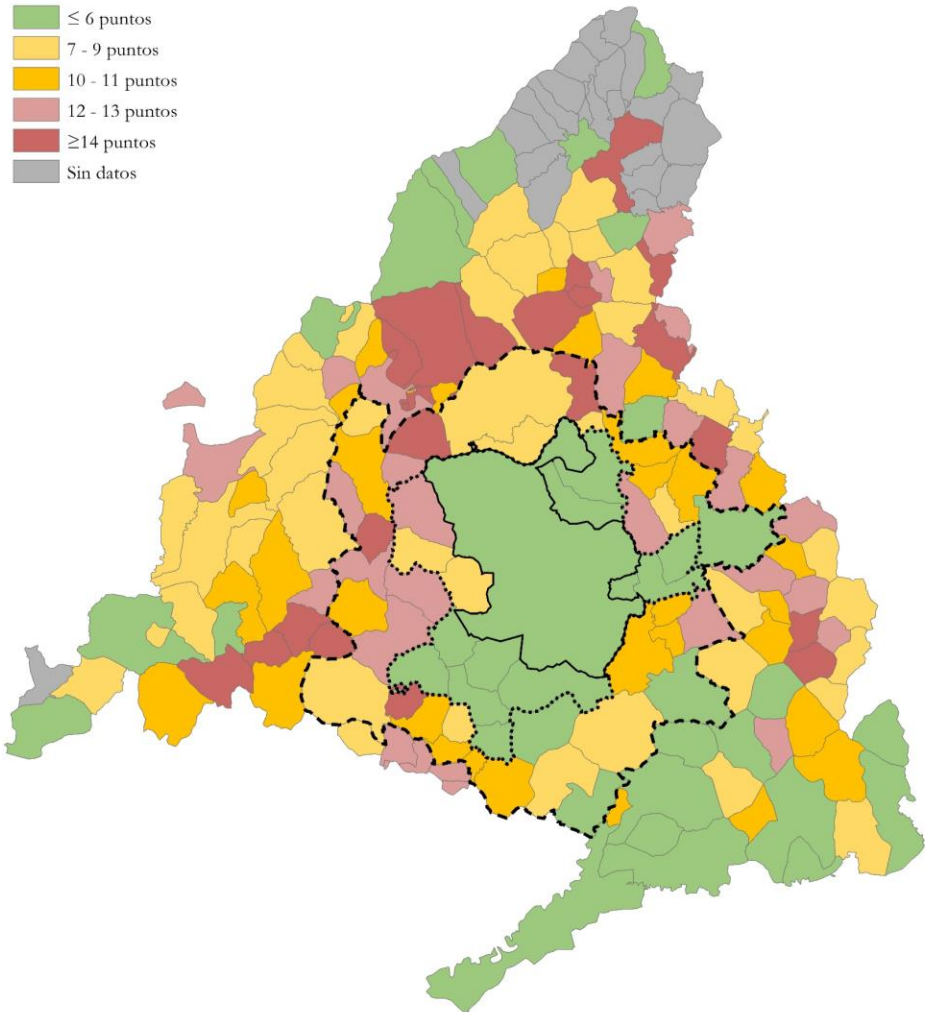 ≤ 6 puntos
7 - 9 puntos
10 - 11 puntos
12 - 13 puntos
≥14 puntos
Sin datos